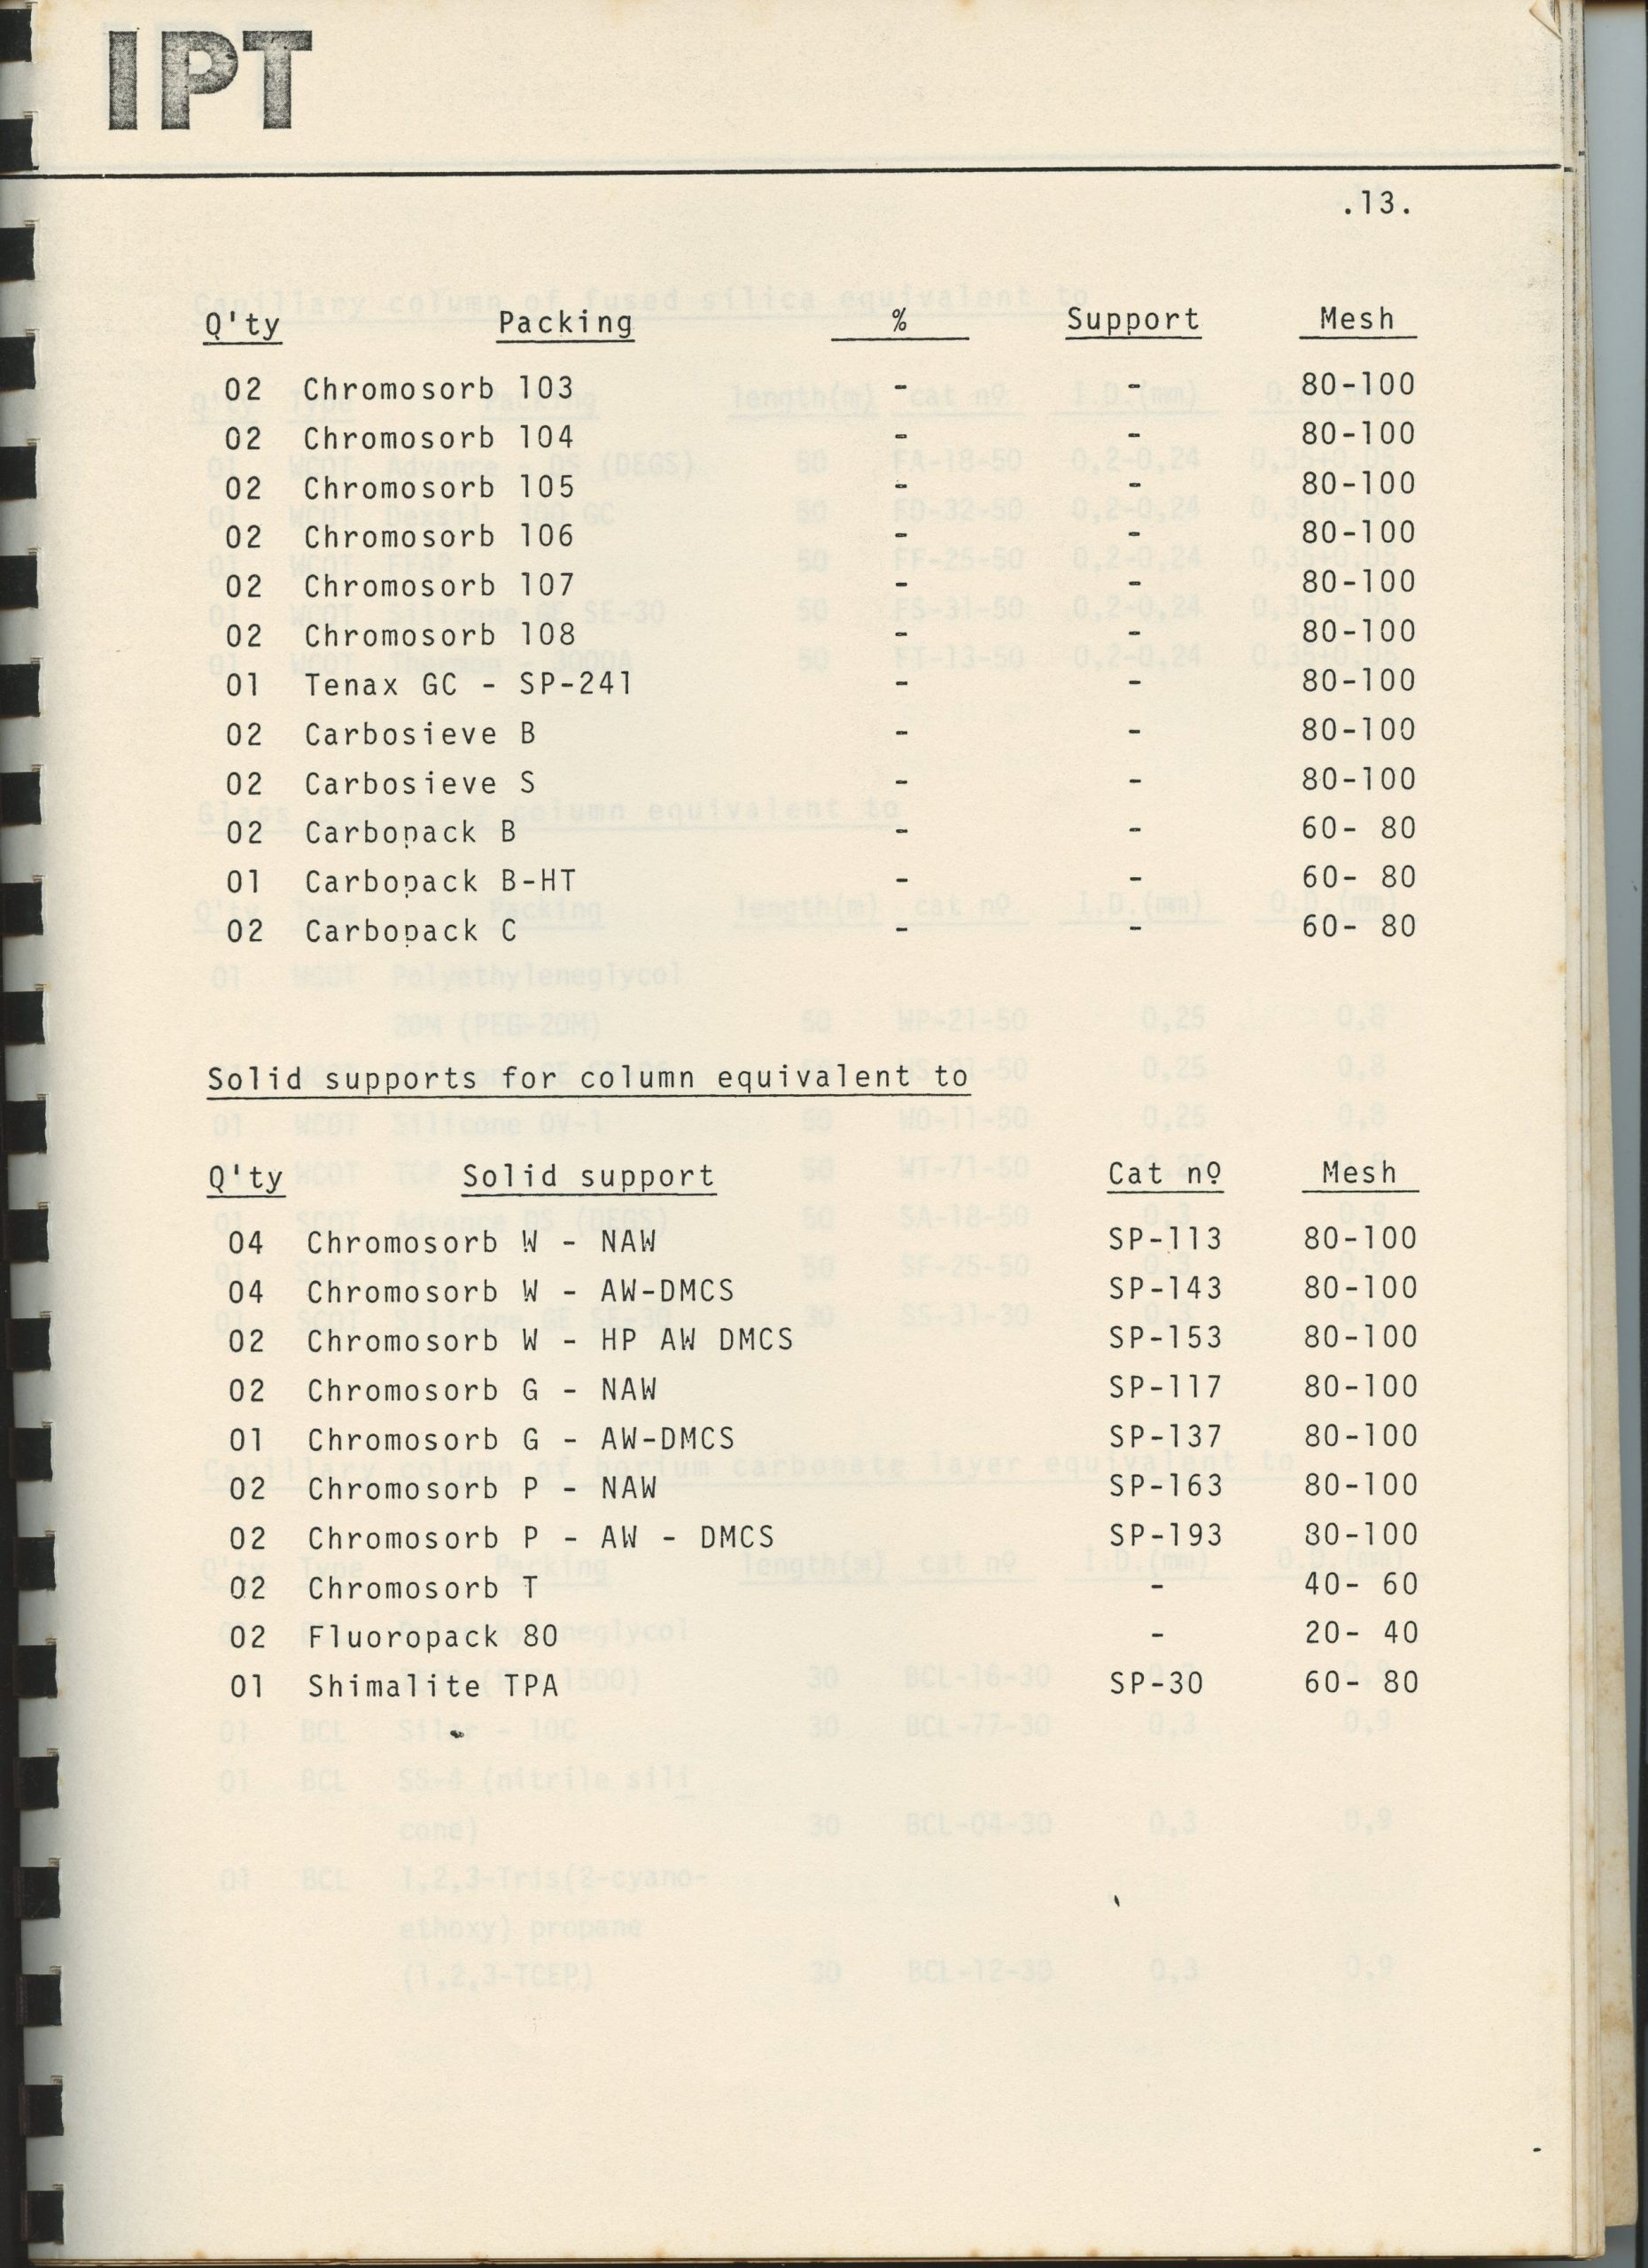 IPT
.13.
Q'ty Packing % Support Mesh
02 Chromosorb 103 - - 80-100
02 Chromosorb 104 - - 80-100
02 Chromosorb 105 - - 80-100
02 Chromosorb 106 - - 80-100
02 Chromosorb 107 - - 80-100
02 Chromosorb 108 - - 80-100
01 Tenax GC - SP-241 - - 80-100
02 Carbosieve B - - 80-100
02 Carbosieve S - - 80-100
02 Carbopack B - - 60- 80
01 Carbopack B-HT - - 60- 80
02 Carbopack C - - 60- 80
Solid supports for column equivalent to
Q'ty Solid support Cat nº Mesh
04 Chromosorb W - NAW SP-113 80-100
04 Chromosorb W - AW-DMCS SP-143 80-100
02 Chromosorb W - HP AW DMCS SP-153 80-100
02 Chromosorb G - NAW SP-117 80-100
01 Chromosorb G - AW-DMCS SP-137 80-100
02 Chromosorb P - NAW SP-163 80-100
02 Chromosorb P - AW - DMCS SP-193 80-100
02 Chromosorb T - 40- 60
02 Fluoropack 80 - 20- 40
01 Shimalite TPA SP-30 60- 80